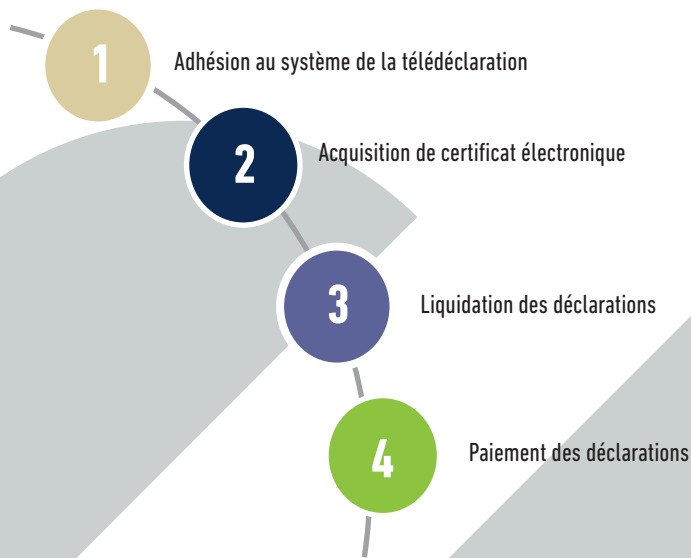 1 Adhésion au système de la télédéclaration
2 Acquisition de certificat électronique
3 Liquidation des déclarations
4 Paiement des déclarations